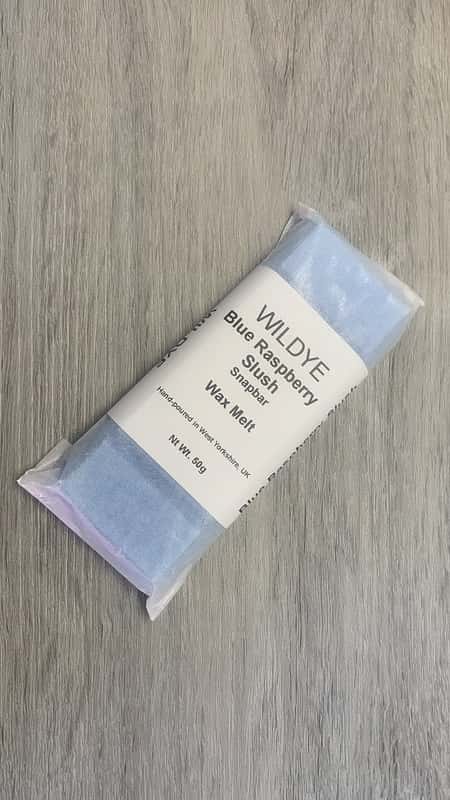 WILDYE
Blue Raspberry
Slush
Snapbar
Wax Melt
Hand-poured in West Yorkshire, UK
Nt Wt. 50g